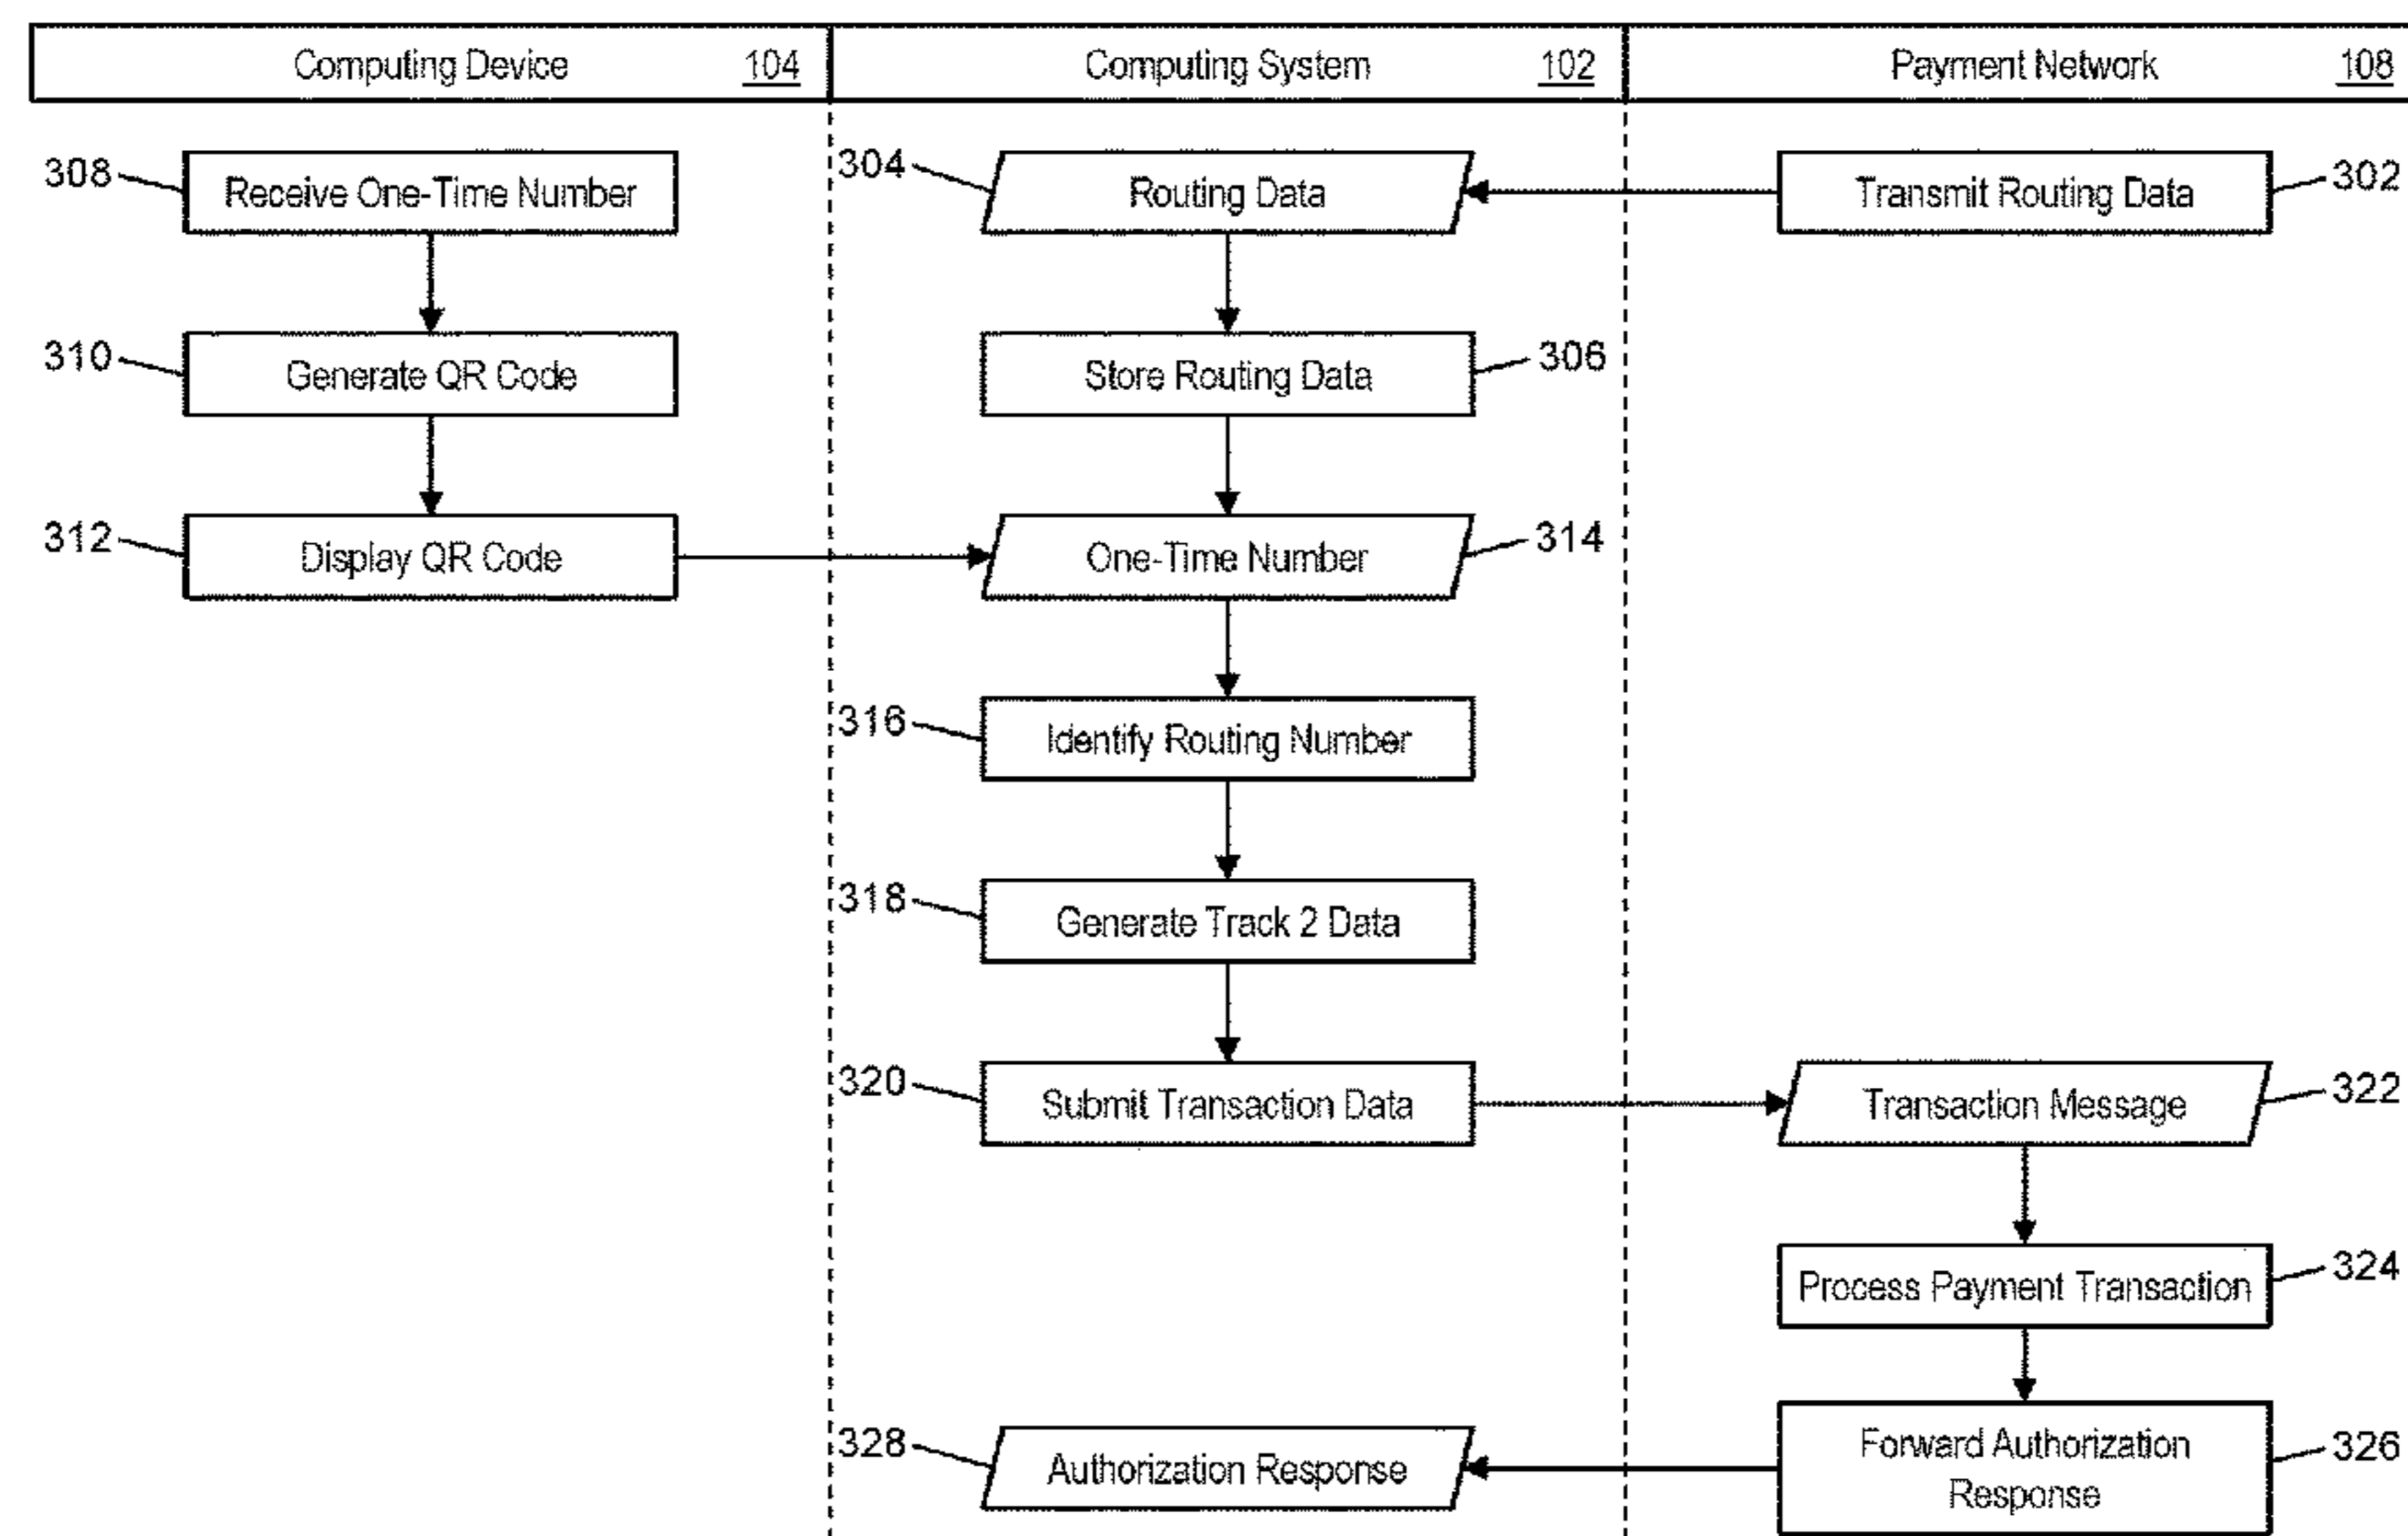 Computing Device 104 Computing System 102 Payment Network 108
308 Receive One-Time Number 304 Routing Data Transmit Routing Data 302
310 Generate QR Code Store Routing Data 306
312 Display QR Code One-Time Number 314
316 Identify Routing Number
318 Generate Track 2 Data
320 Submit Transaction Data Transaction Message 322
Process Payment Transaction 324
328 Authorization Response Forward Authorization 326
Response